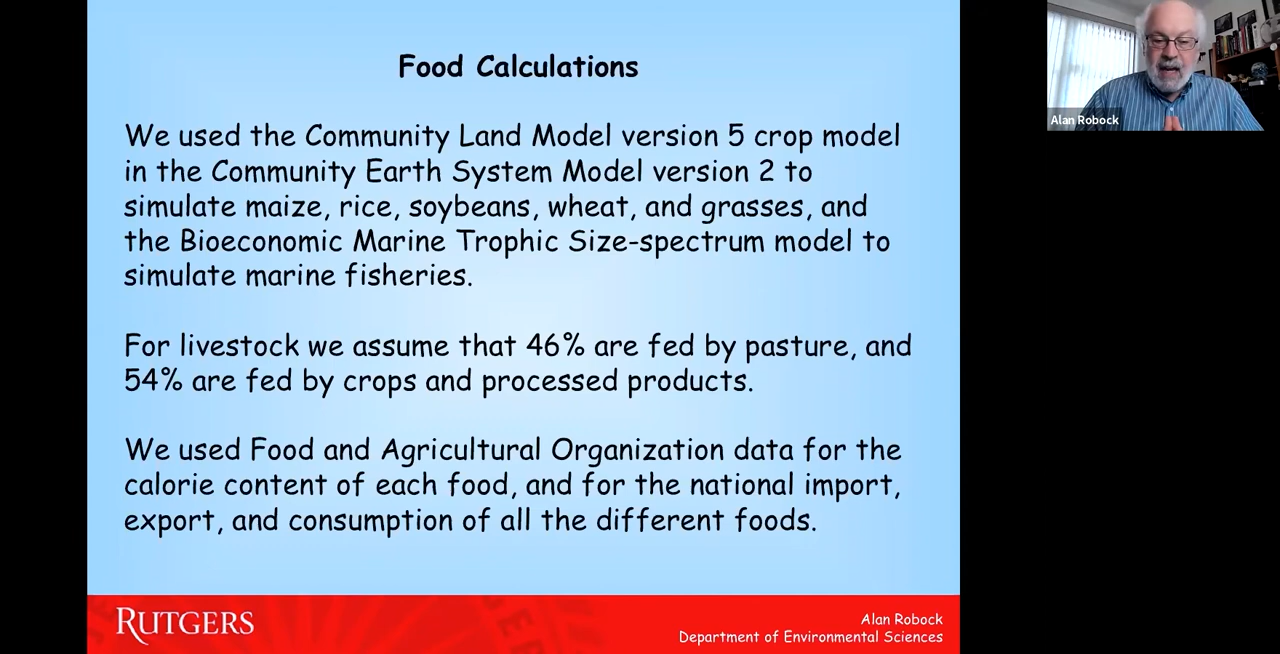 Food Calculations
We used the Community Land Model version 5 crop model
in the Community Earth System Model version 2 to
simulate maize, rice, soybeans, wheat, and grasses, and
the Bioeconomic Marine Trophic Size-spectrum model to
simulate marine fisheries.
For livestock we assume that 46% are fed by pasture, and
54% are fed by crops and processed products.
We used Food and Agricultural Organization data for the
calorie content of each food, and for the national import,
export, and consumption of all the different foods.
RUTGERS
Alan Robock
Department of Environmental Sciences
Alan Robock